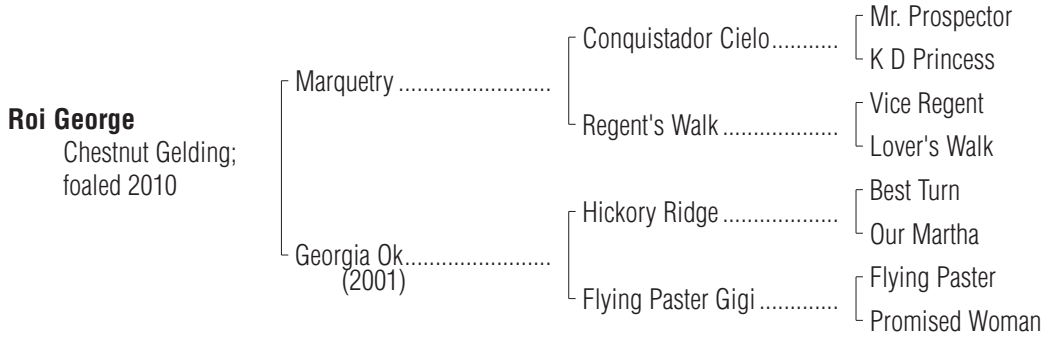 Roi George
Chestnut Gelding;
foaled 2010
Marquetry .........................
Georgia Ok........................
(2001)
Conquistador Cielo...........
Regent's Walk ...................
Hickory Ridge ...................
Flying Paster Gigi .............
Mr. Prospector
K D Princess
Vice Regent
Lover's Walk
Best Turn
Our Martha
Flying Paster
Promised Woman